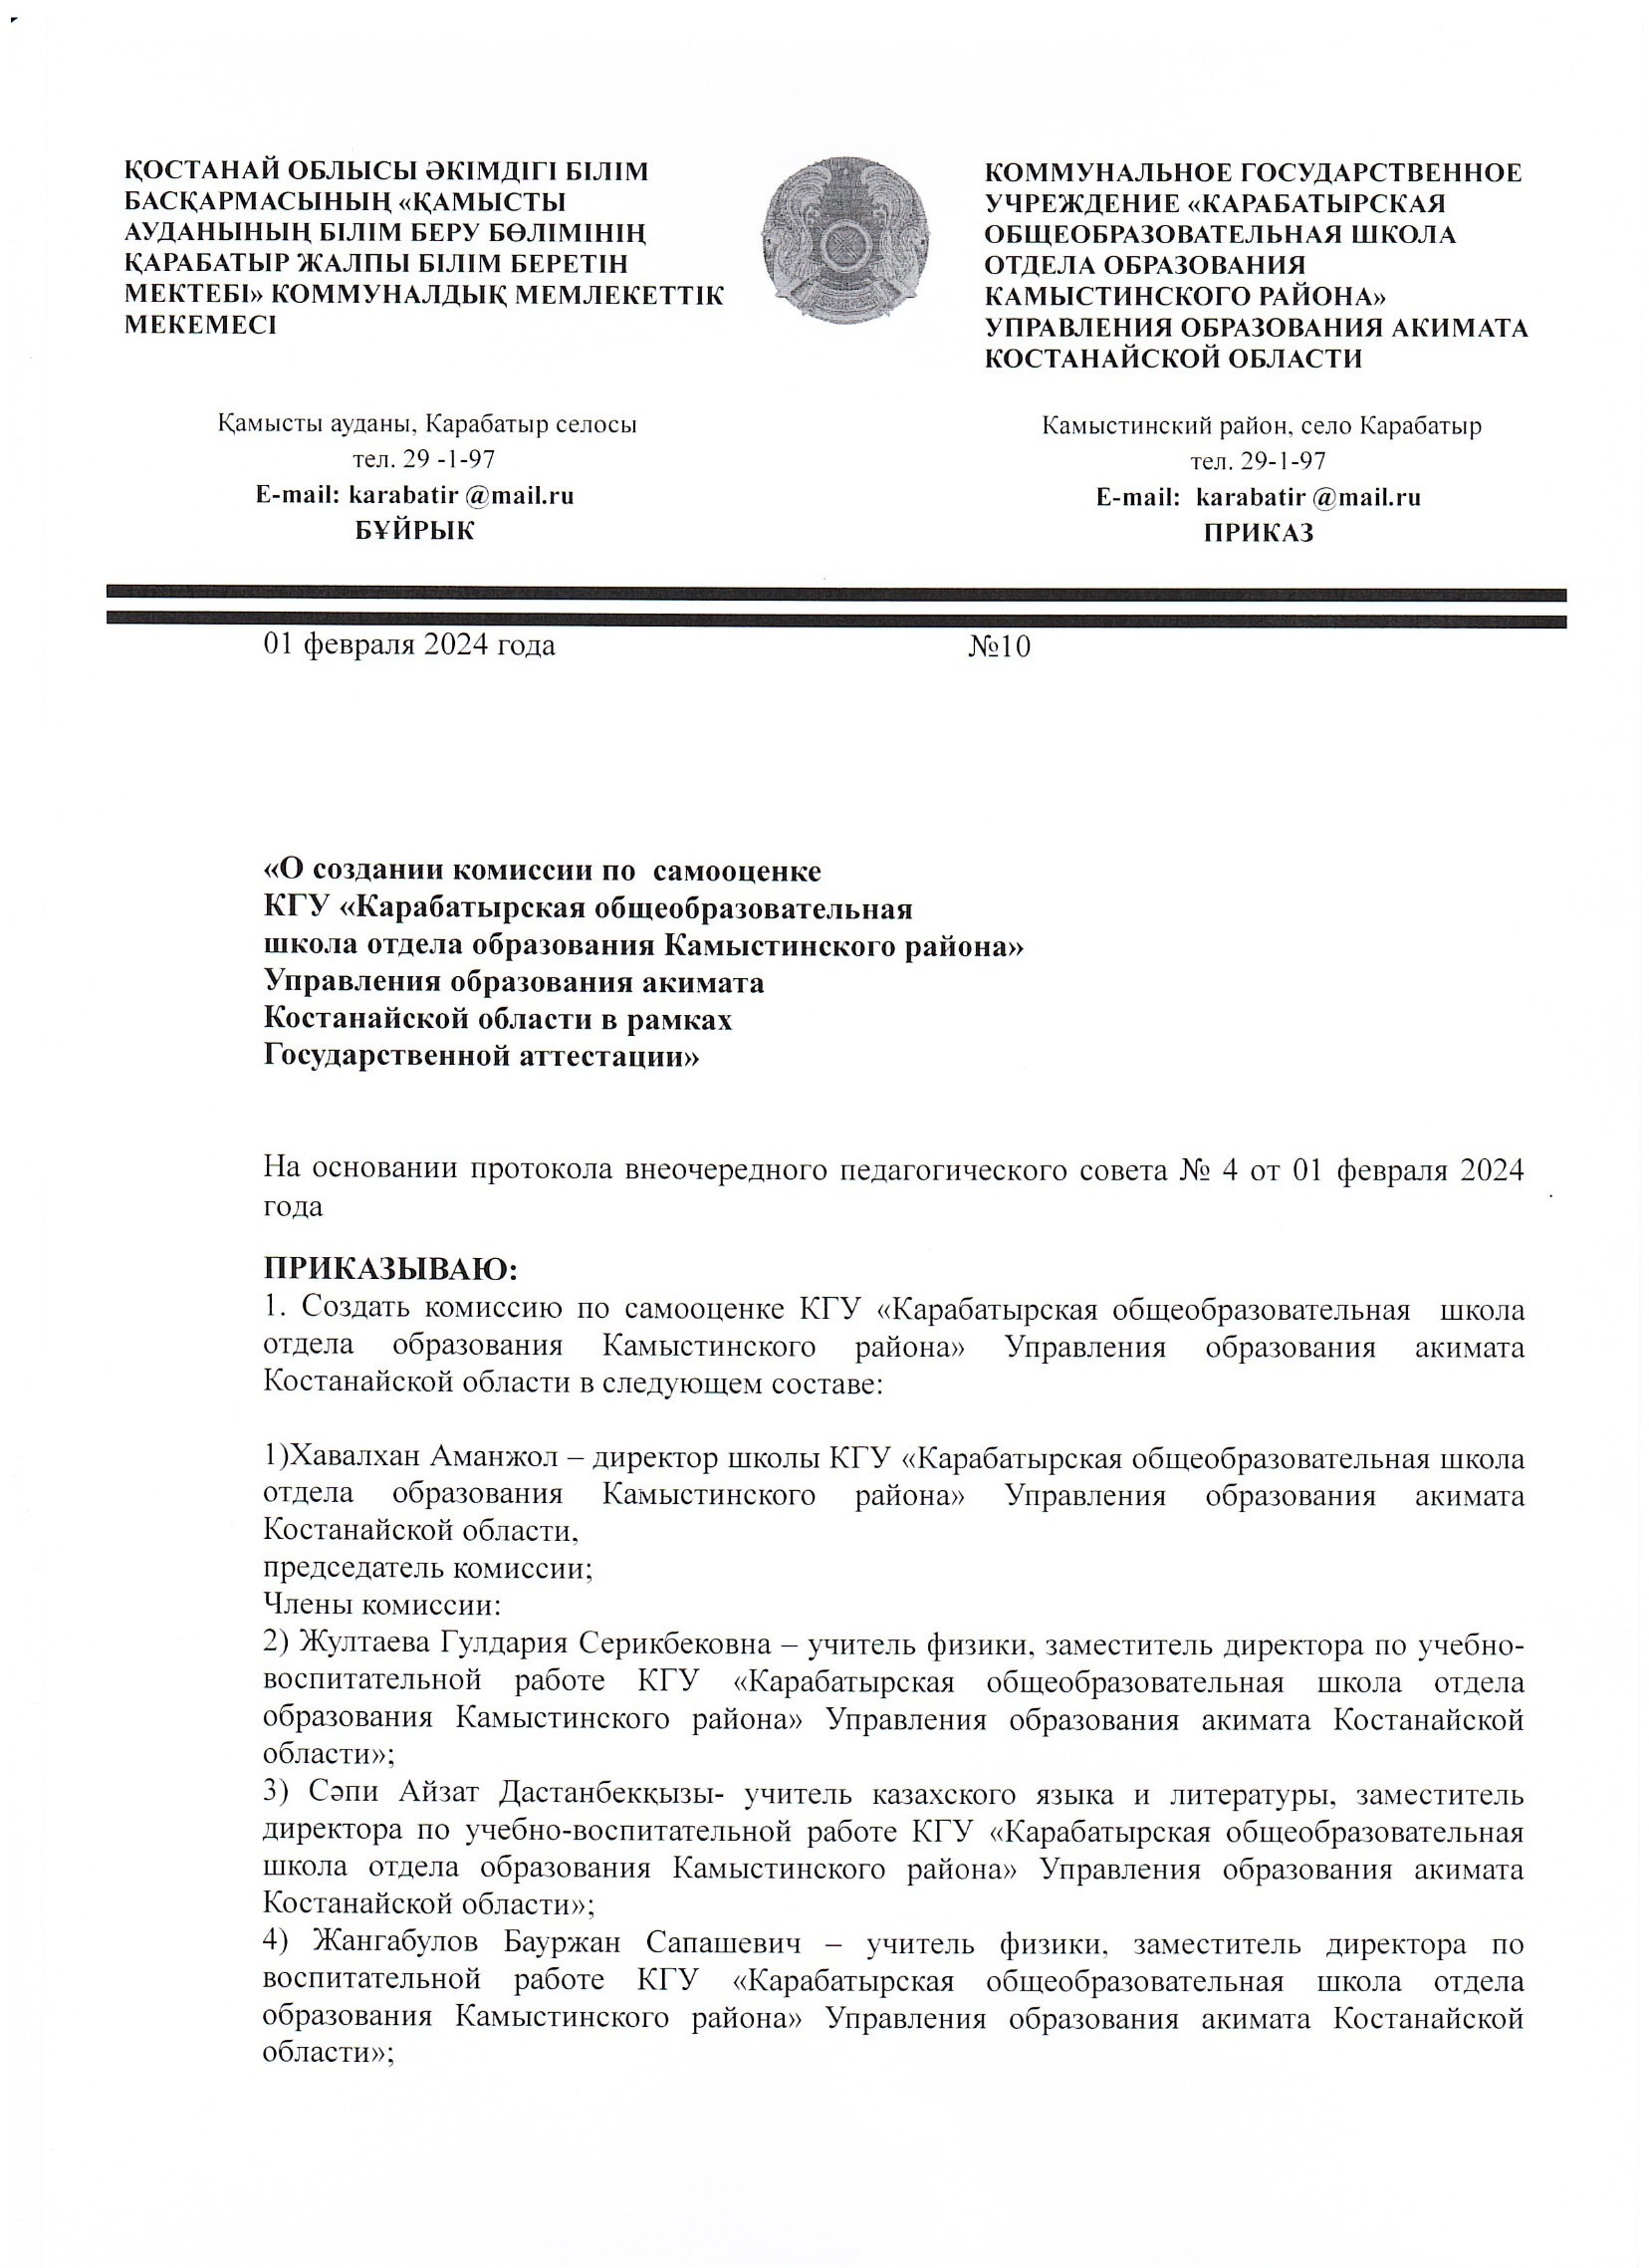 ҚОСТАНАЙ ОБЛЫСЫ ӘКІМДІГІ БІЛІМ
БАСҚАРМАСЫНЫҢ «ҚАМЫСТЫ
АУДАНЫНЫҢ БІЛІМ БЕРУ БӨЛІМІНІҢ
ҚАРАБАТЫР ЖАЛПЫ БІЛІМ БЕРЕТІН
МЕКТЕБІ» КОММУНАЛДЫҚ МЕМЛЕКЕТТІК
МЕКЕМЕСІ
Қамысты ауданы, Карабатыр селосы
тел. 29 -1-97
E-mail: karabatir @mail.ru
БҰЙРЫК
КОММУНАЛЬНОЕ ГОСУДАРСТВЕННОЕ
УЧРЕЖДЕНИЕ «КАРАБАТЫРСКАЯ
ОБЩЕОБРАЗОВАТЕЛЬНАЯ ШКОЛА
ОТДЕЛА ОБРАЗОВАНИЯ
КАМЫСТИНСКОГО РАЙОНА»
УПРАВЛЕНИЯ ОБРАЗОВАНИЯ АКИМАТА
КОСТАНАЙСКОЙ ОБЛАСТИ
Камыстинский район, село Карабатыр
тел. 29-1-97
E-mail: karabatir @mail.ru
ПРИКАЗ
01 февраля 2024 года №10
«О создании комиссии по самооценке
КГУ «Карабатырская общеобразовательная
школа отдела образования Камыстинского района»
Управления образования акимата
Костанайской области в рамках
Государственной аттестации»
На основании протокола внеочередного педагогического совета № 4 от 01 февраля 2024
года
ПРИКАЗЫВАЮ:
1. Создать комиссию по самооценке КГУ «Карабатырская общеобразовательная школа
отдела образования Камыстинского района» Управления образования акимата
Костанайской области в следующем составе:
1)Хавалхан Аманжол – директор школы КГУ «Карабатырская общеобразовательная школа
отдела образования Камыстинского района» Управления образования акимата
Костанайской области,
председатель комиссии;
Члены комиссии:
2) Жултаева Гулдария Серикбековна – учитель физики, заместитель директора по учебно-
воспитательной работе КГУ «Карабатырская общеобразовательная школа отдела
образования Камыстинского района» Управления образования акимата Костанайской
области»;
3) Сәпи Айзат Дастанбекқызы- учитель казахского языка и литературы, заместитель
директора по учебно-воспитательной работе КГУ «Карабатырская общеобразовательная
школа отдела образования Камыстинского района» Управления образования акимата
Костанайской области»;
4) Жангабулов Бауржан Сапашевич – учитель физики, заместитель директора по
воспитательной работе КГУ «Карабатырская общеобразовательная школа отдела
образования Камыстинского района» Управления образования акимата Костанайской
области»;